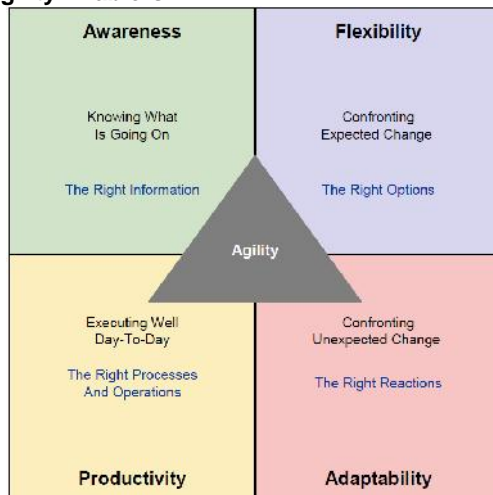 Awareness
Flexibility
Knowing What
Is Going On
Confronting
Expected Change
The Right Information
The Right Options
Agility
Executing Well
Day-To-Day
Confronting
Unexpected Change
The Right Processes
And Operations
The Right Reactions
Productivity
Adaptability